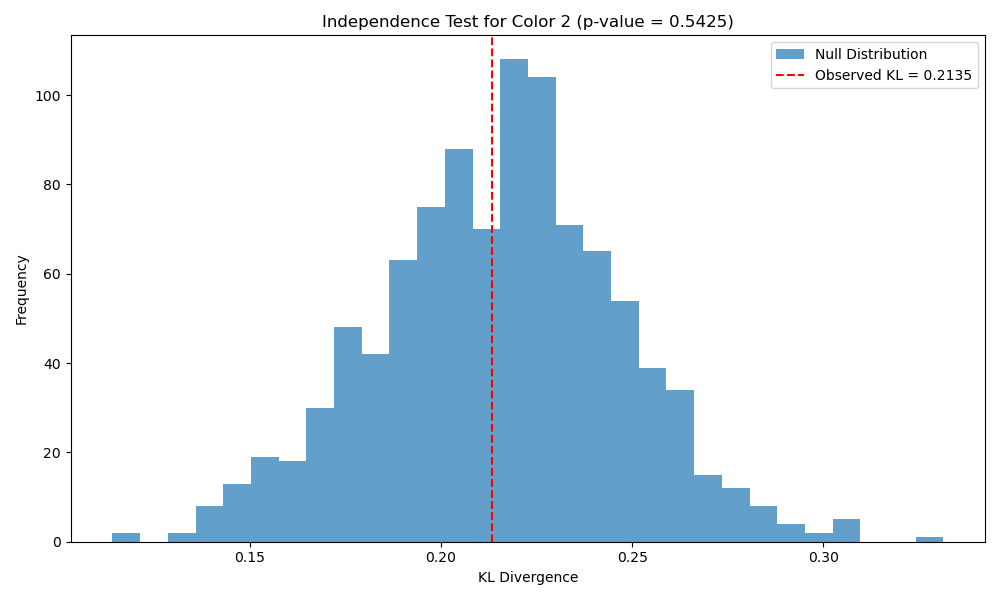 Independence Test for Color 2 (p-value = 0.5425)
Null Distribution
Observed KL = 0.2135
Frequency
100
80
60
40
20
0
0.15 0.20 0.25 0.30
KL Divergence